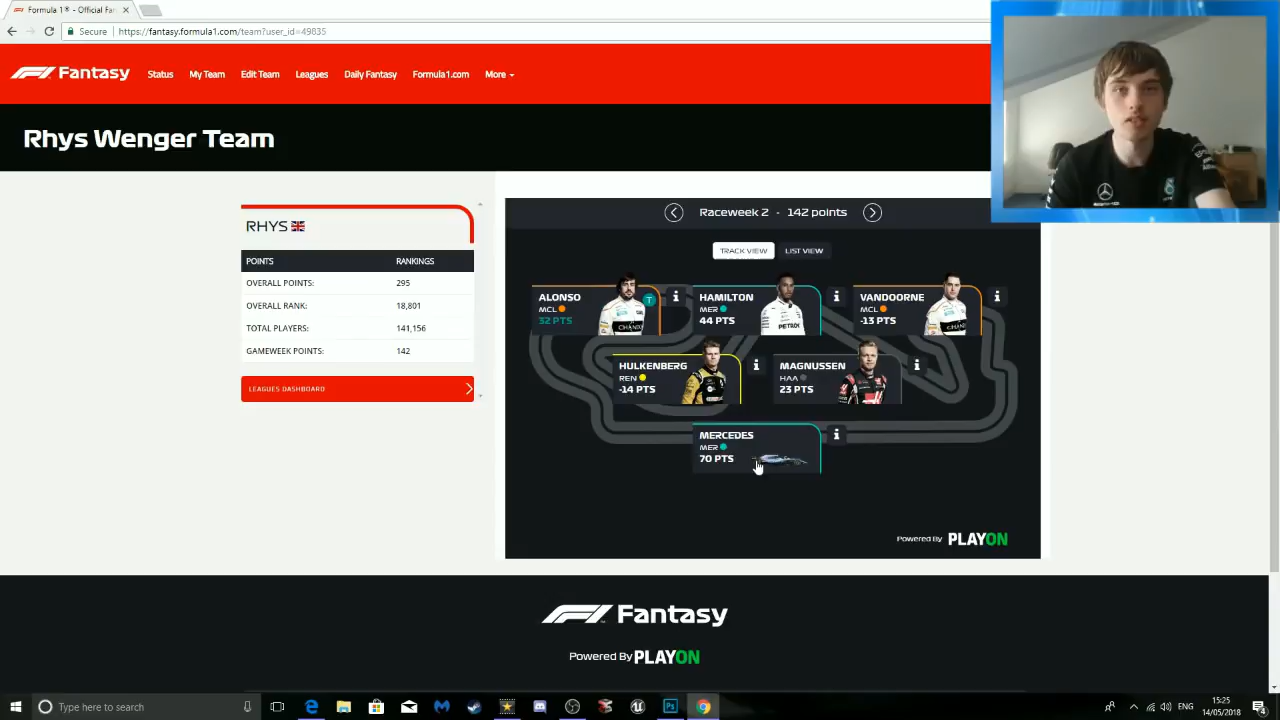 Formula 1® - Official Fan
Secure
https://fantasy.formula1.com/team?user_id=49835
F1 Fantasy
Status
My Team
Edit Team
Leagues
Daily Fantasy
Formula1.com
More
Rhys Wenger Team
RHYS
POINTS RANKINGS
OVERALL POINTS: 295
OVERALL RANK: 18,801
TOTAL PLAYERS: 141,156
GAMEWEEK POINTS: 142
LEAGUES DASHBOARD
Raceweek 2 - 142 points
TRACK VIEW
LIST VIEW
ALONSO
MCL
32 PTS
T
HAMILTON
MER
44 PTS
VANDOORNE
MCL
-13 PTS
HULKENBERG
REN
-14 PTS
MAGNUSSEN
HAA
23 PTS
MERCEDES
MER
70 PTS
Powered By PLAYON
F1 Fantasy
Powered By PLAYON
Type here to search
ENG
15:25
14/05/2018